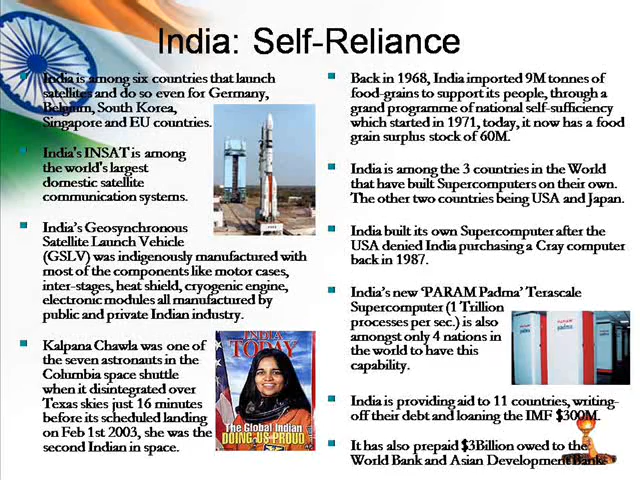 India: Self-Reliance
India is among six countries that launch
satellites and do so even for Germany,
Belgium, South Korea,
Singapore and EU countries.
India's INSAT is among
the world's largest
domestic satellite
communication systems.
India's Geosynchronous
Satellite Launch Vehicle
(GSLV) was indigenously manufactured with
most of the components like motor cases,
inter-stages, heat shield, cryogenic engine,
electronic modules all manufactured by
public and private Indian industry.
Kalpana Chawla was one of
the seven astronauts in the
Columbia space shuttle
when it disintegrated over
Texas skies just 16 minutes
before its scheduled landing
on Feb 1st 2003, she was the
second Indian in space.
INDIA
TODAY
The Global Indian
DOING US PROUD
Back in 1968, India imported 9M tonnes of
food-grains to support its people, through a
grand programme of national self-sufficiency
which started in 1971, today, it now has a food
grain surplus stock of 60M.
India is among the 3 countries in the World
that have built Supercomputers on their own.
The other two countries being USA and Japan.
India built its own Supercomputer after the
USA denied India purchasing a Cray computer
back in 1987.
India's new 'PARAM Padma' Terascale
Supercomputer (1 Trillion
processes per sec.) is also
amongst only 4 nations in
the world to have this
capability.
PARAM
padma
India is providing aid to 11 countries, writing-
off their debt and loaning the IMF $300M.
It has also prepaid $3Billion owed to the
World Bank and Asian Development Bank.